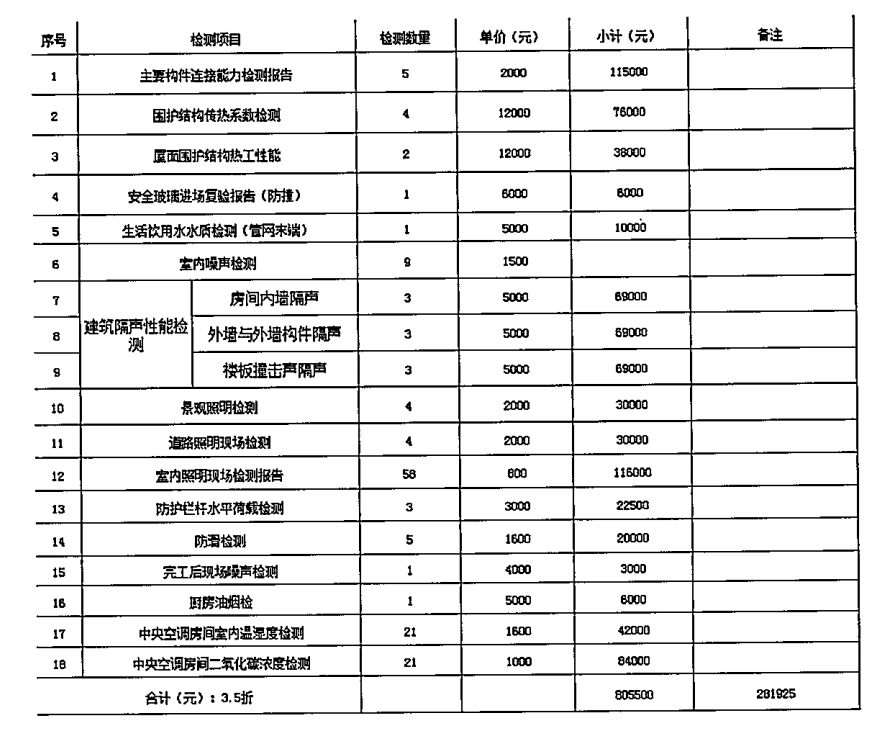 序号 检测项目 检测数量 单价（元） 小计（元） 备注
1 主要构件连接能力检测报告 5 2000 115000
2 围护结构传热系数检测 4 12000 76000
3 屋面围护结构热工性能 2 12000 38000
4 安全玻璃进场复验报告（防撞） 1 6000 6000
5 生活饮用水水质检测（管网末端） 1 5000 10000
6 室内噪声检测 9 1500
7 建筑隔声性能检测 房间内墙隔声 3 5000 69000
8 外墙与外墙构件隔声 3 5000 69000
9 楼板撞击声隔声 3 5000 69000
10 景观照明检测 4 2000 30000
11 道路照明现场检测 4 2000 30000
12 室内照明现场检测报告 58 800 116000
13 防护栏杆水平荷载检测 3 3000 22500
14 防滑检测 5 1600 20000
15 完工后现场噪声检测 1 4000 3000
16 厨房油烟检 1 5000 6000
17 中央空调房间室内温湿度检测 21 1600 42000
18 中央空调房间二氧化碳浓度检测 21 1000 84000
合计（元）：3.5折 805500 281925